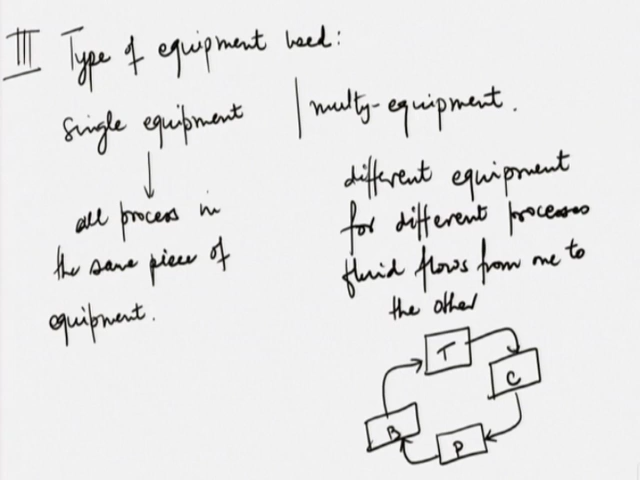 III Type of equipment used:
Single equipment | multy-equipment.
all process in
the same piece of
equipment.
different equipment
for different processes
fluid flows from one to
the other
T
C
B
P